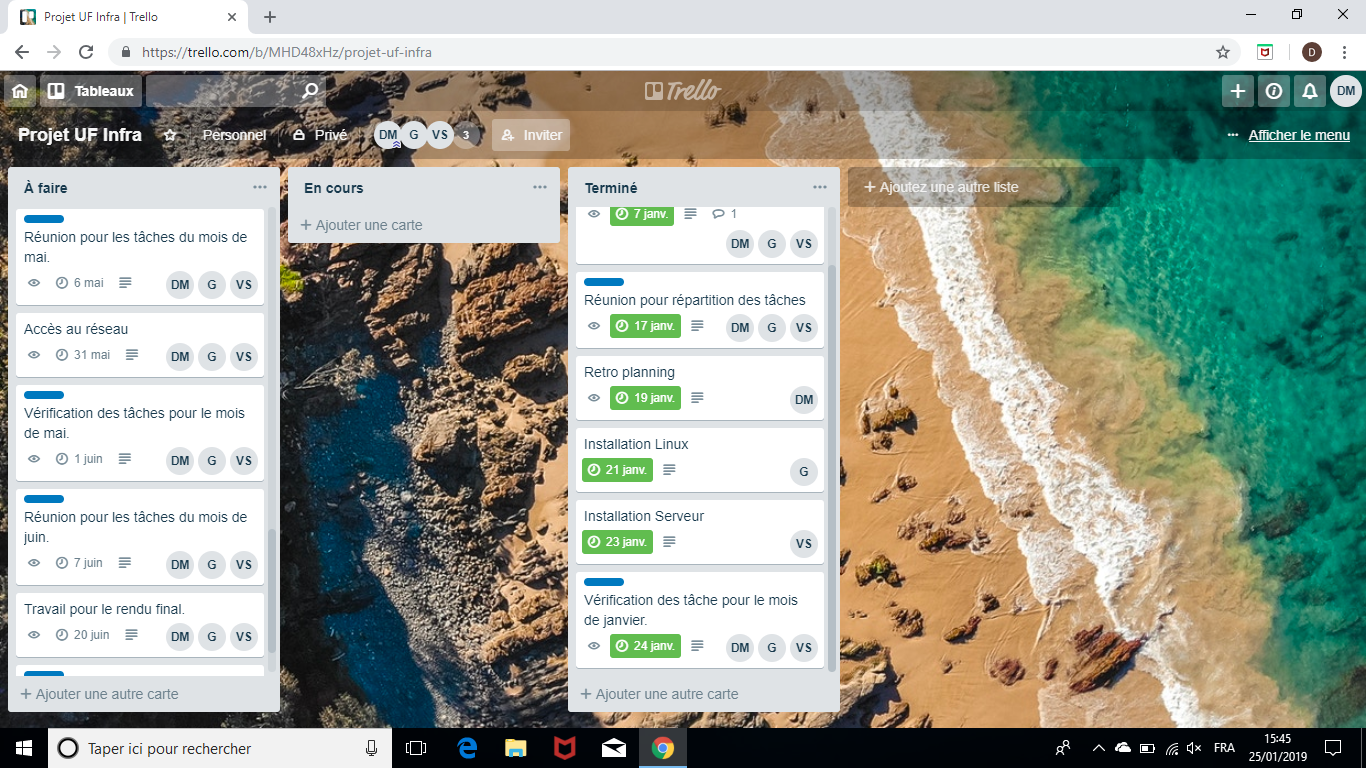 Projet UF Infra | Trello
https://trello.com/b/MHD48xHz/projet-uf-infra
D
Tableaux
Trello
DM
Projet UF Infra
Personnel
Privé
DM G VS 3
Inviter
... Afficher le menu
À faire
Réunion pour les tâches du mois de
mai.
6 mai
DM G VS
Accès au réseau
31 mai
DM G VS
Vérification des tâches pour le mois
de mai.
1 juin
DM G VS
Réunion pour les tâches du mois de
juin.
7 juin
DM G VS
Travail pour le rendu final.
20 juin
DM G VS
+ Ajouter une autre carte
En cours
+ Ajouter une carte
Terminé
7 janv. 1
DM G VS
Réunion pour répartition des tâches
17 janv.
DM G VS
Retro planning
19 janv.
DM
Installation Linux
21 janv.
G
Installation Serveur
23 janv.
VS
Vérification des tâche pour le mois
de janvier.
24 janv.
DM G VS
+ Ajouter une autre carte
+ Ajoutez une autre liste
Taper ici pour rechercher
FRA
15:45
25/01/2019